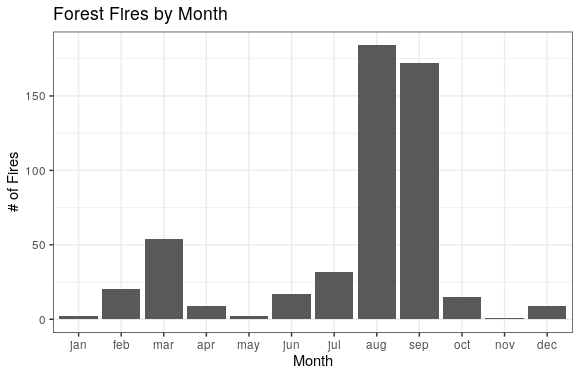 Forest Fires by Month
# of Fires
150
100
50
0
jan feb mar apr may jun jul aug sep oct nov dec
Month